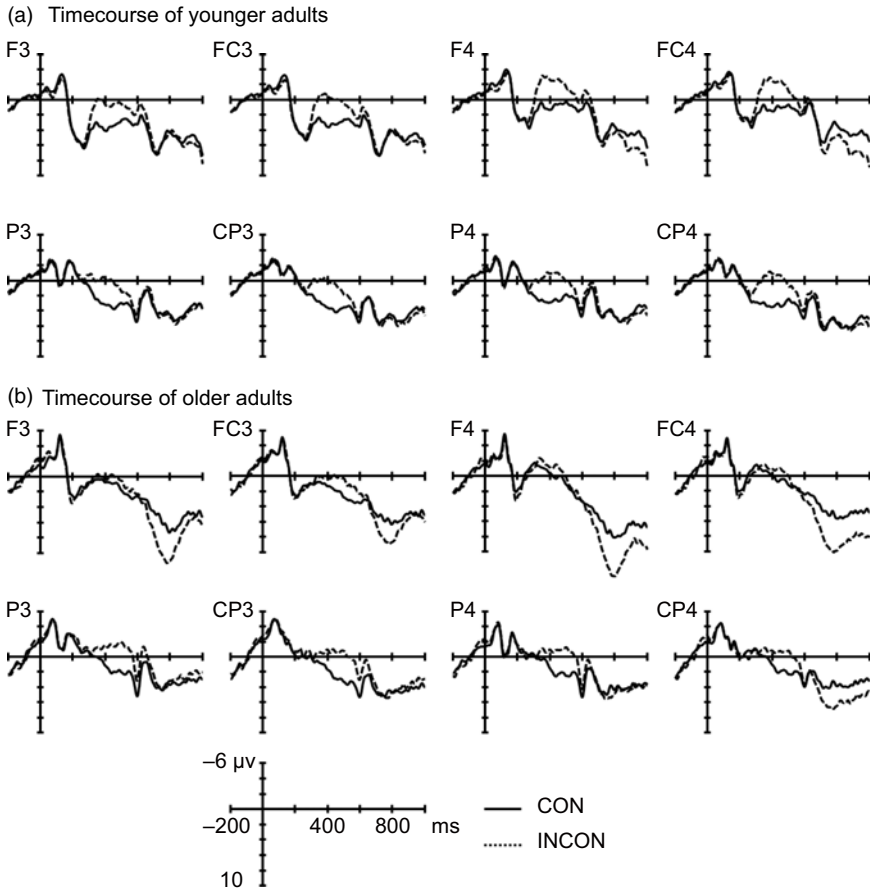 (a) Timecourse of younger adults
F3 FC3 F4 FC4
P3 CP3 P4 CP4
(b) Timecourse of older adults
F3 FC3 F4 FC4
P3 CP3 P4 CP4
–6 μv
–200 400 800 ms
10
CON
INCON